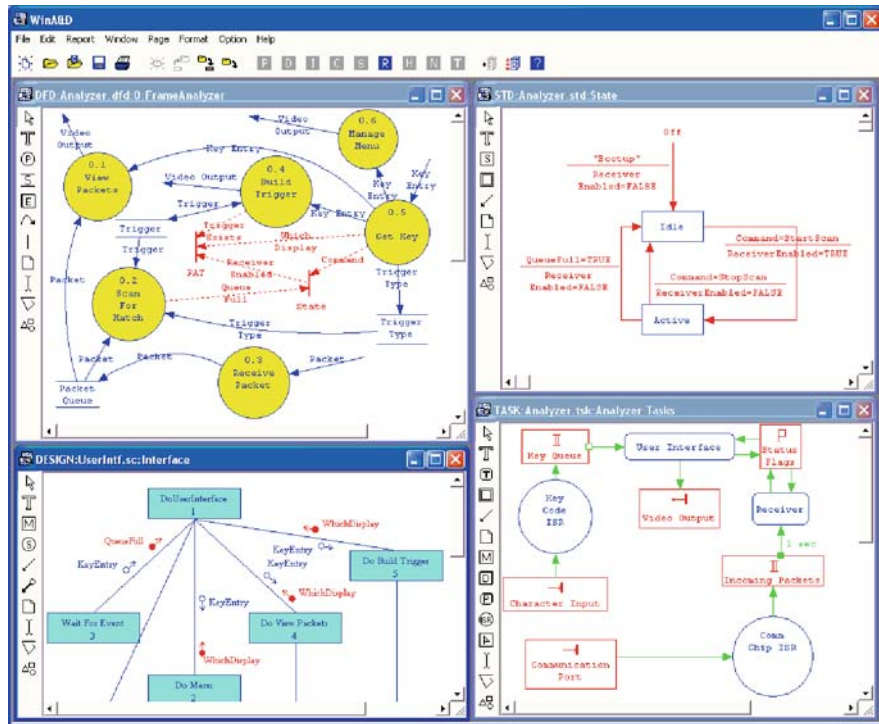 WinA&D
File Edit Report Window Page Format Option Help
P D I C S R H N T ?
DFD:Analyzer.dfd:0:FrameAnalyzer
Video
Output
0.1
View
Packets
Video
Output
0.6
Manage
Menu
Key Entry
Video Output
0.4
Build
Trigger
Key
Entry
Key
Entry
Trigger
Key
Entry
0.5
Get Key
Trigger
Trigger
Trigger
Exists
Which
Display
PAT
Receiver
Enabled
Command
Trigger
Type
Packet
0.2
Scan
For
Match
Queue
Full
State
Trigger
Type
Trigger
Type
Packet
Packet
0.3
Receive
Packet
Packet
Packet
Queue
STD:Analyzer.std:State
Off
"Bootup"
Receiver
Enabled=FALSE
Idle
QueueFull=TRUE
Receiver
Enabled=FALSE
Command=StartScan
ReceiverEnabled=TRUE
Command=StopScan
ReceiverEnabled=FALSE
Active
DESIGN:UserIntf.sc:Interface
DoUserInterface
1
QueueFull
KeyEntry
WhichDisplay
KeyEntry
KeyEntry
Do Build Trigger
5
KeyEntry
WhichDisplay
Wait For Event
3
Do View Packets
4
WhichDisplay
Do Menu
2
TASK:Analyzer.tsk:Analyzer Tasks
Key Queue
User Interface
Status
Flags
Key
Code
ISR
Video Output
Receiver
1 sec
Incoming Packets
Character Input
Communication
Port
Comm
Chip ISR